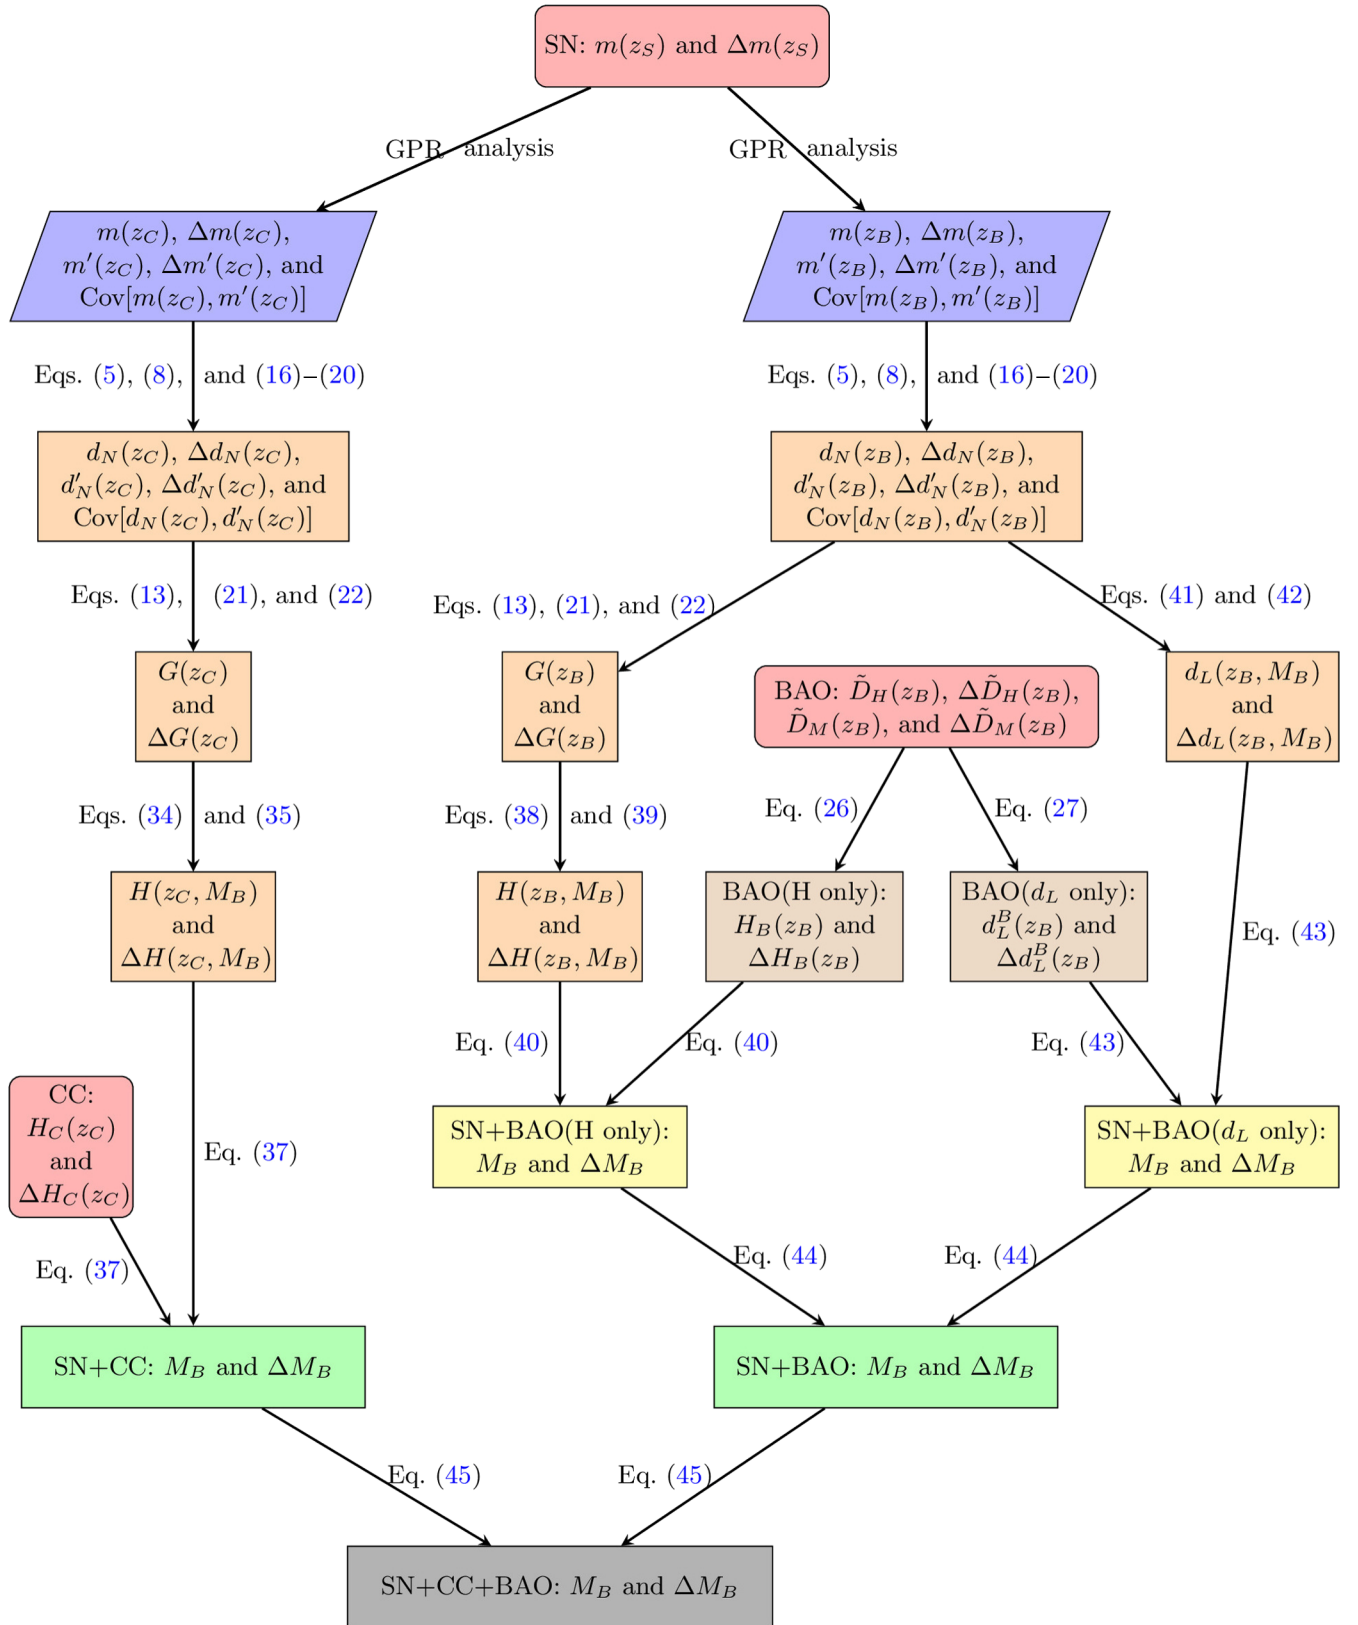 SN: m(z_S) and Δm(z_S)
GPR analysis
GPR analysis
m(z_C), Δm(z_C),
m′(z_C), Δm′(z_C), and
Cov[m(z_C), m′(z_C)]
m(z_B), Δm(z_B),
m′(z_B), Δm′(z_B), and
Cov[m(z_B), m′(z_B)]
Eqs. (5), (8), and (16)–(20)
Eqs. (5), (8), and (16)–(20)
d_N(z_C), Δd_N(z_C),
d′_N(z_C), Δd′_N(z_C), and
Cov[d_N(z_C), d′_N(z_C)]
d_N(z_B), Δd_N(z_B),
d′_N(z_B), Δd′_N(z_B), and
Cov[d_N(z_B), d′_N(z_B)]
Eqs. (13), (21), and (22)
Eqs. (13), (21), and (22)
Eqs. (41) and (42)
G(z_C)
and
ΔG(z_C)
G(z_B)
and
ΔG(z_B)
BAO: D̃_H(z_B), ΔD̃_H(z_B),
D̃_M(z_B), and ΔD̃_M(z_B)
d_L(z_B, M_B)
and
Δd_L(z_B, M_B)
Eqs. (34) and (35)
Eqs. (38) and (39)
Eq. (26)
Eq. (27)
H(z_C, M_B)
and
ΔH(z_C, M_B)
H(z_B, M_B)
and
ΔH(z_B, M_B)
BAO(H only):
H_B(z_B) and
ΔH_B(z_B)
BAO(d_L only):
d_L^B(z_B) and
Δd_L^B(z_B)
Eq. (43)
Eq. (40)
Eq. (40)
Eq. (43)
CC:
H_C(z_C)
and
ΔH_C(z_C)
Eq. (37)
SN+BAO(H only):
M_B and ΔM_B
SN+BAO(d_L only):
M_B and ΔM_B
Eq. (37)
Eq. (44)
Eq. (44)
SN+CC: M_B and ΔM_B
SN+BAO: M_B and ΔM_B
Eq. (45)
Eq. (45)
SN+CC+BAO: M_B and ΔM_B